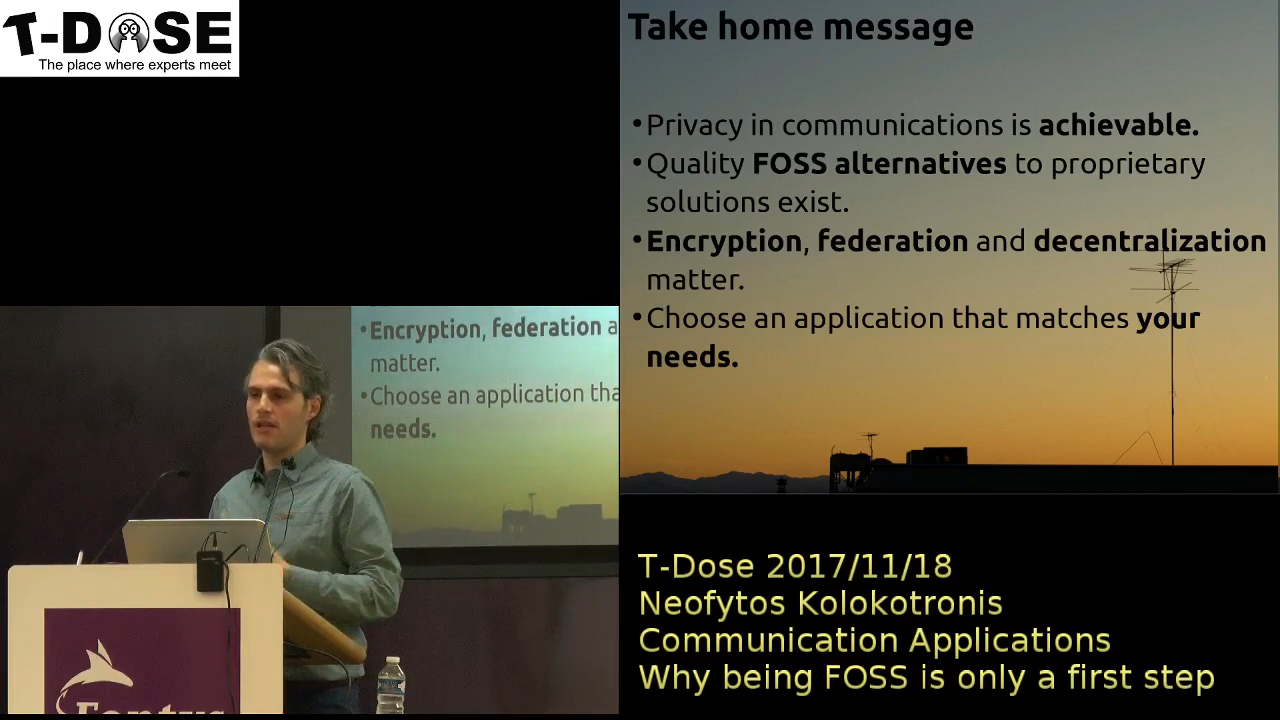 T-DOSE
The place where experts meet
Take home message
•Privacy in communications is achievable.
•Quality FOSS alternatives to proprietary
solutions exist.
•Encryption, federation and decentralization
matter.
•Choose an application that matches your
needs.
•Encryption, federation a
matter.
•Choose an application tha
needs.
Fontys
T-Dose 2017/11/18
Neofytos Kolokotronis
Communication Applications
Why being FOSS is only a first step